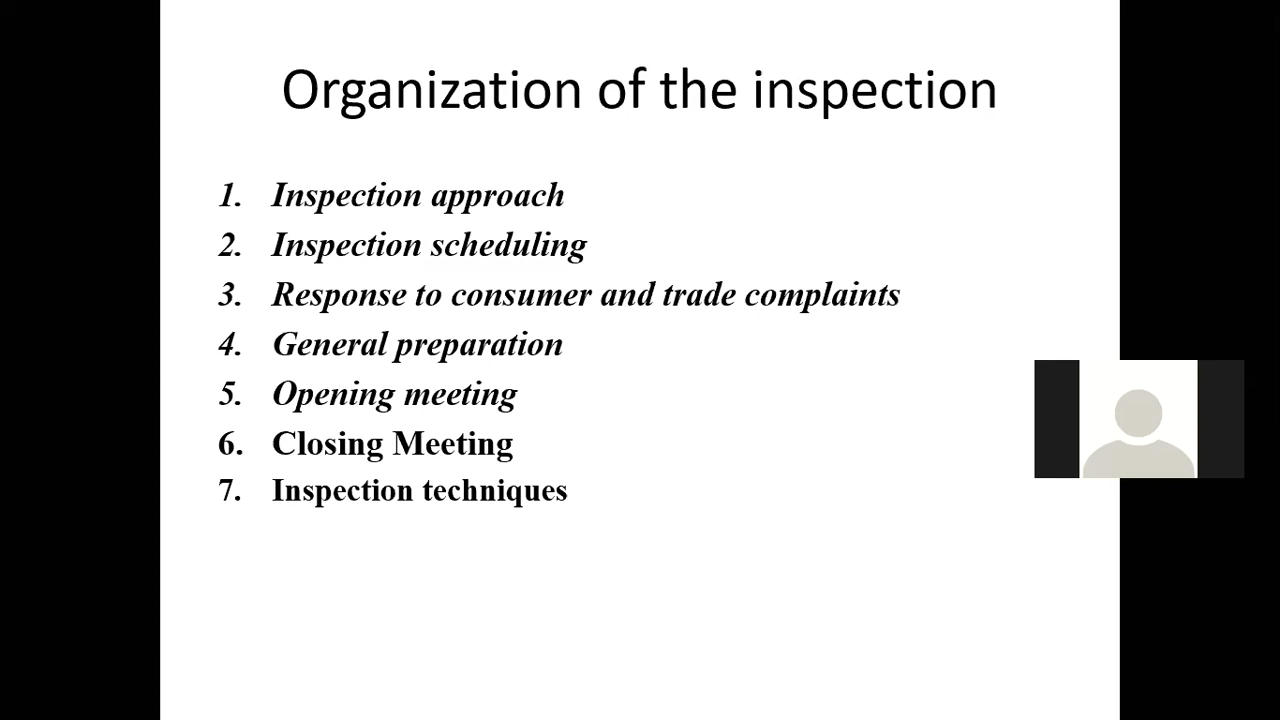 Organization of the inspection
1. Inspection approach
2. Inspection scheduling
3. Response to consumer and trade complaints
4. General preparation
5. Opening meeting
6. Closing Meeting
7. Inspection techniques